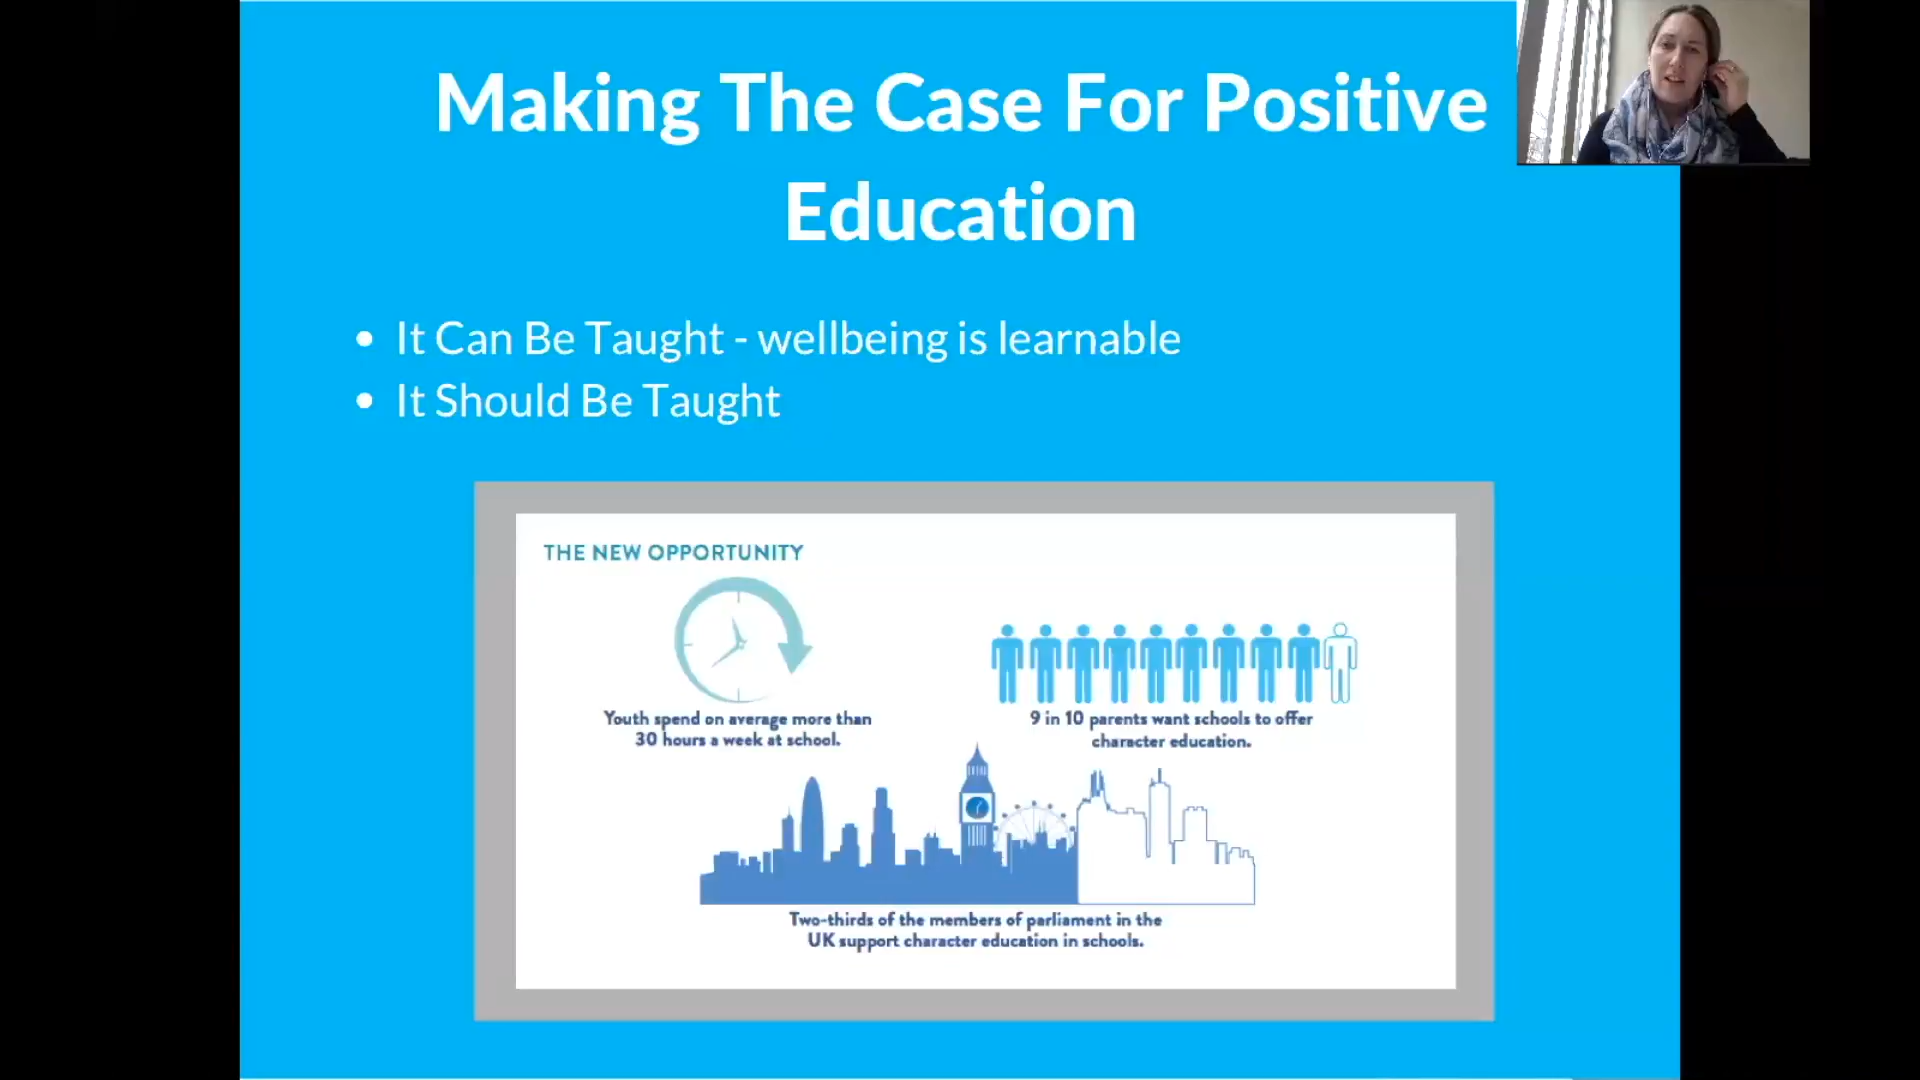 Making The Case For Positive
Education
• It Can Be Taught - wellbeing is learnable
• It Should Be Taught
THE NEW OPPORTUNITY
Youth spend on average more than
30 hours a week at school.
9 in 10 parents want schools to offer
character education.
Two-thirds of the members of parliament in the
UK support character education in schools.